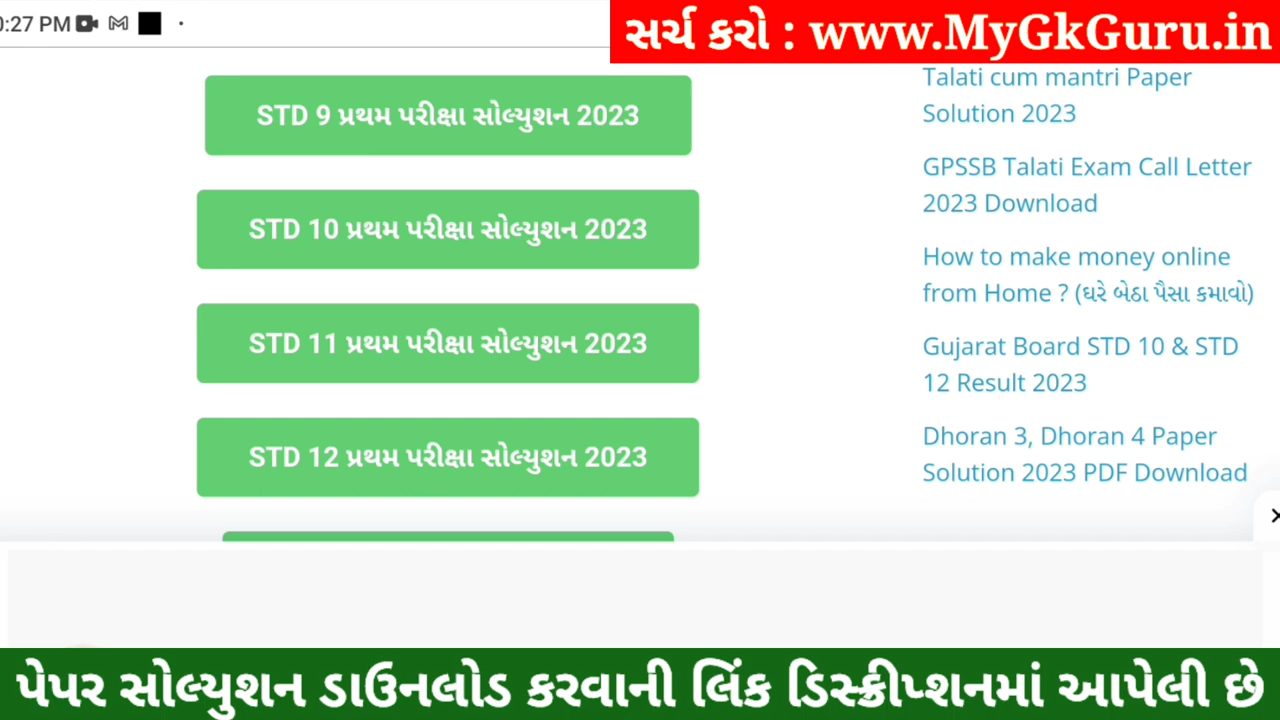 0:27 PM
સર્ચ કરો : www.MyGkGuru.in
STD 9 પ્રથમ પરીક્ષા સોલ્યુશન 2023
STD 10 પ્રથમ પરીક્ષા સોલ્યુશન 2023
STD 11 પ્રથમ પરીક્ષા સોલ્યુશન 2023
STD 12 પ્રથમ પરીક્ષા સોલ્યુશન 2023
Talati cum mantri Paper
Solution 2023
GPSSB Talati Exam Call Letter
2023 Download
How to make money online
from Home ? (ઘરે બેઠા પૈસા કમાવો)
Gujarat Board STD 10 & STD
12 Result 2023
Dhoran 3, Dhoran 4 Paper
Solution 2023 PDF Download
પેપર સોલ્યુશન ડાઉનલોડ કરવાની લિંક ડિસ્ક્રીપ્શનમાં આપેલી છે